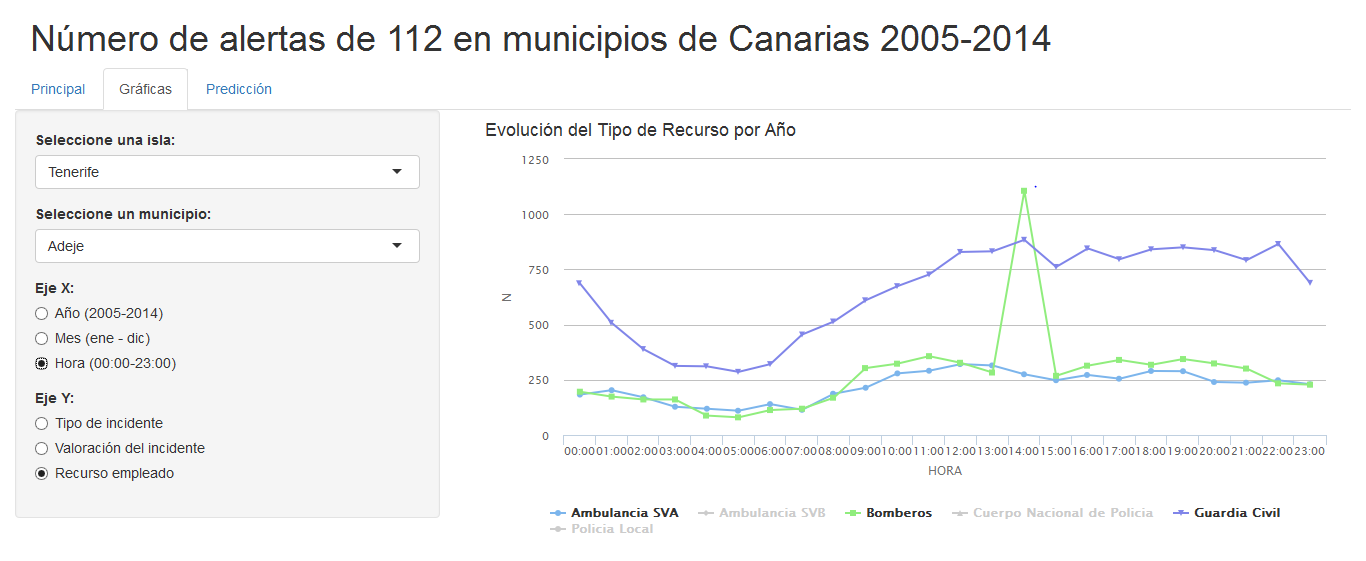 Número de alertas de 112 en municipios de Canarias 2005-2014
Principal Gráficas Predicción
Seleccione una isla:
Tenerife
Seleccione un municipio:
Adeje
Eje X:
Año (2005-2014)
Mes (ene - dic)
Hora (00:00-23:00)
Eje Y:
Tipo de incidente
Valoración del incidente
Recurso empleado
Evolución del Tipo de Recurso por Año
1250
1000
750
500
250
0
N
00:00 01:00 02:00 03:00 04:00 05:00 06:00 07:00 08:00 09:00 10:00 11:00 12:00 13:00 14:00 15:00 16:00 17:00 18:00 19:00 20:00 21:00 22:00 23:00
HORA
Ambulancia SVA Ambulancia SVB Bomberos Cuerpo Nacional de Policia Guardia Civil
Policia Local